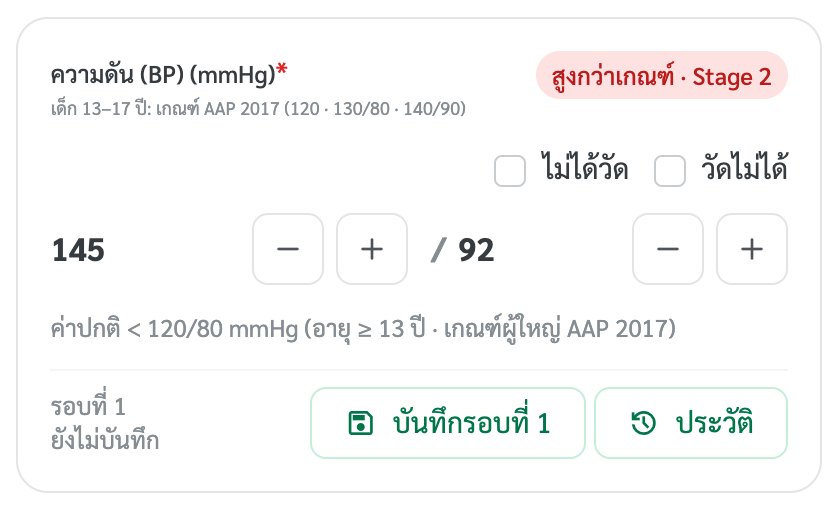 ความดัน (BP) (mmHg)*
สูงกว่าเกณฑ์ · Stage 2
เด็ก 13–17 ปี: เกณฑ์ AAP 2017 (120 · 130/80 · 140/90)
ไม่ได้วัด
วัดไม่ได้
145 − + / 92 − +
ค่าปกติ < 120/80 mmHg (อายุ ≥ 13 ปี · เกณฑ์ผู้ใหญ่ AAP 2017)
รอบที่ 1
ยังไม่บันทึก
บันทึกรอบที่ 1
ประวัติ